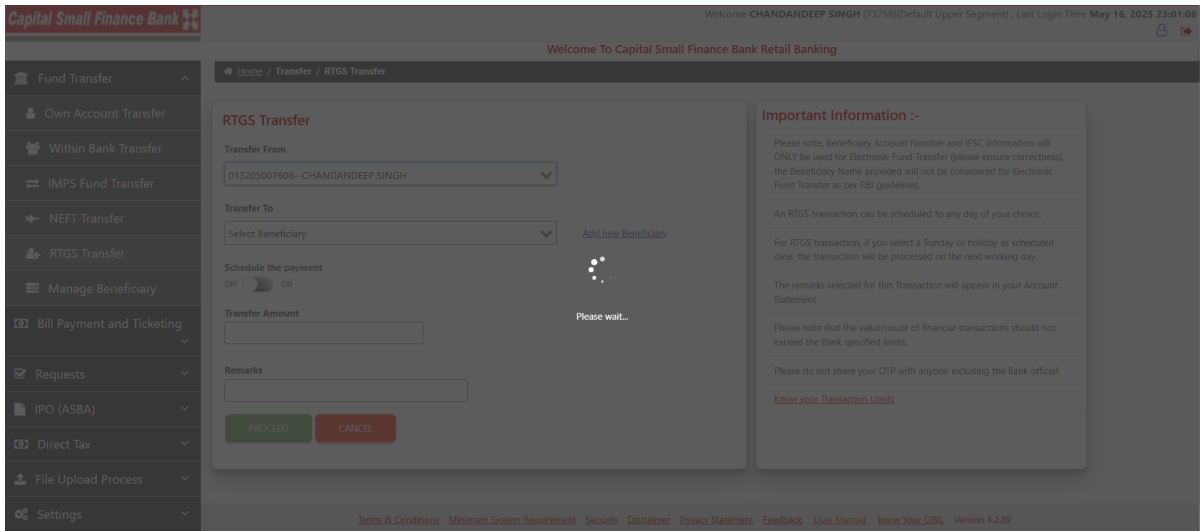 Capital Small Finance Bank
Welcome CHANDANDEEP SINGH (73758)(Default Upper Segment) , Last Login Time May 16, 2025 23:01:08
Welcome To Capital Small Finance Bank Retail Banking
Fund Transfer
Own Account Transfer
Within Bank Transfer
IMPS Fund Transfer
NEFT Transfer
RTGS Transfer
Manage Beneficiary
Bill Payment and Ticketing
Requests
IPO (ASBA)
Direct Tax
File Upload Process
Settings
Home / Transfer / RTGS Transfer
RTGS Transfer
Transfer From
013205007608--CHANDANDEEP SINGH
Transfer To
Select Beneficiary
Add new Beneficiary
Schedule the payment
OFF ON
Transfer Amount
Remarks
PROCEED CANCEL
Please wait...
Important Information :-
Please note, Beneficiary Account Number and IFSC information will
ONLY be used for Electronic Fund Transfer (please ensure correctness),
the Beneficiary Name provided will not be considered for Electronic
Fund Transfer as per RBI guidelines.
An RTGS transaction can be scheduled to any day of your choice.
For RTGS transaction, if you select a Sunday or holiday as scheduled
date, the transaction will be processed on the next working day.
The remarks selected for this Transaction will appear in your Account
Statement.
Please note that the value/count of financial transactions should not
exceed the Bank specified limits.
Please do not share your OTP with anyone including the Bank official.
Know your Transaction Limits
Terms & Conditions Minimum System Requirement Security Disclaimer Privacy Statement Feedback User Manual know Your CIBIL Version 4.2.89